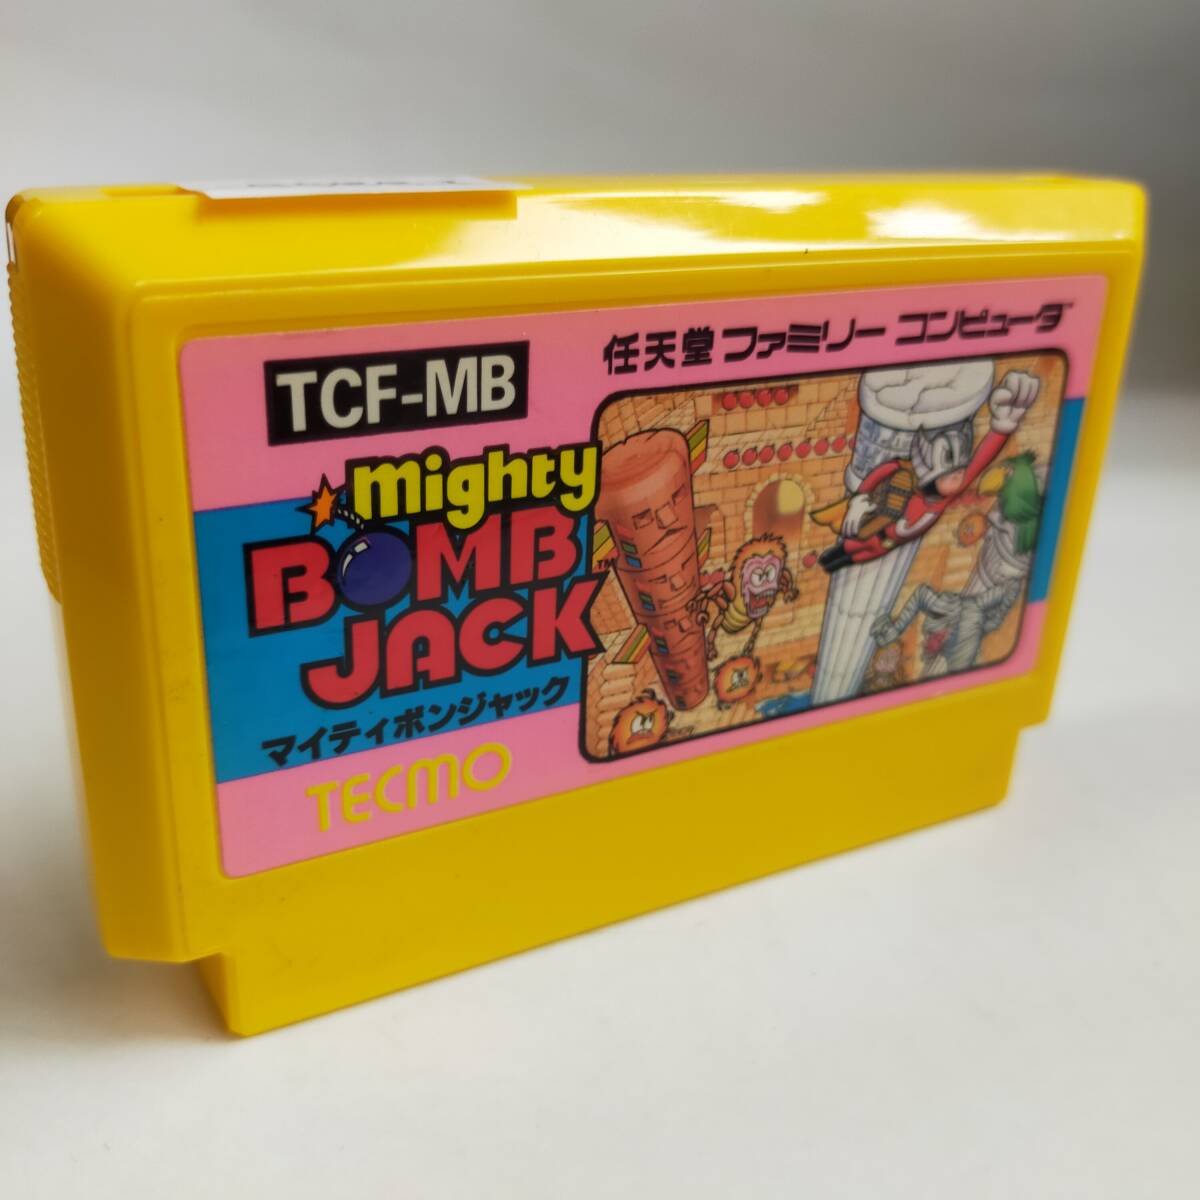 TCF-MB
任天堂 ファミリー コンピュータ
mighty
BOMB
JACK™
マイティボンジャック
TECMO